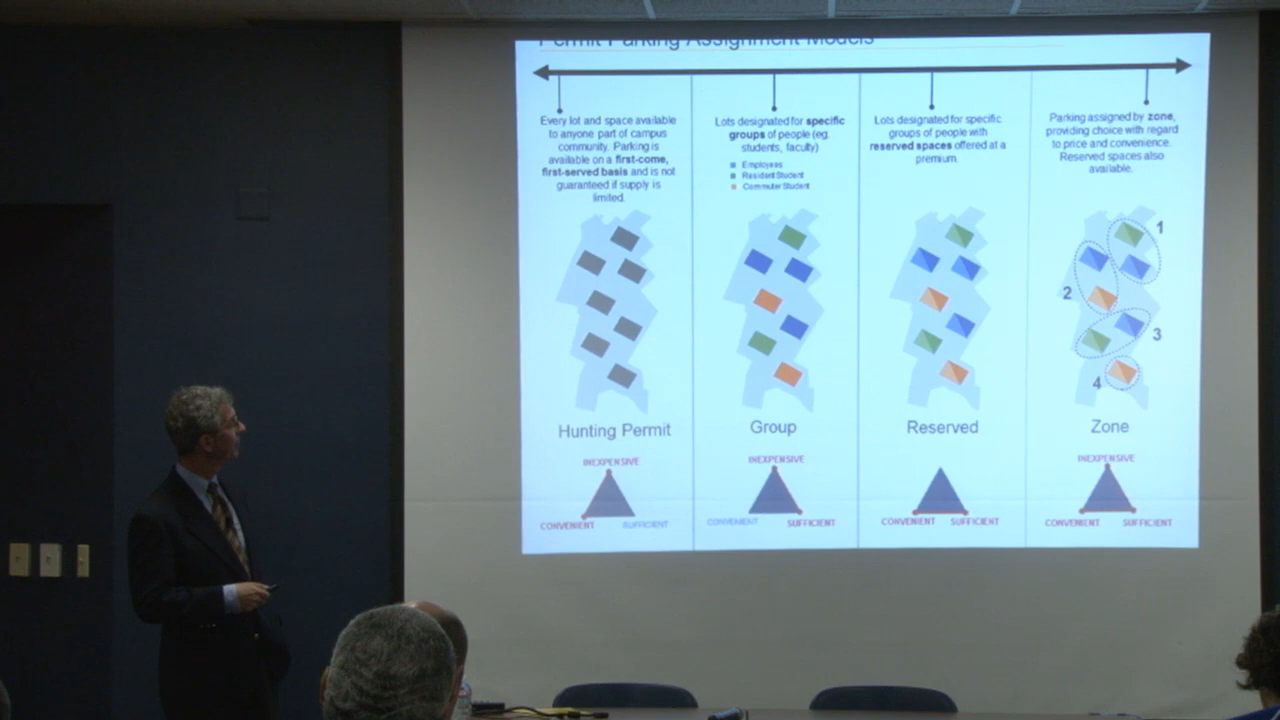 Permit Parking Assignment Models
Every lot and space available
to anyone part of campus
community. Parking is
available on a first-come,
first-served basis and is not
guaranteed if supply is
limited.
Lots designated for specific
groups of people (eg.
students, faculty)
Employees
Resident Student
Commuter Student
Lots designated for specific
groups of people with
reserved spaces offered at a
premium.
Parking assigned by zone,
providing choice with regard
to price and convenience.
Reserved spaces also
available.
1
2
3
4
Hunting Permit
Group
Reserved
Zone
INEXPENSIVE
CONVENIENT SUFFICIENT
INEXPENSIVE
CONVENIENT SUFFICIENT
CONVENIENT SUFFICIENT
INEXPENSIVE
CONVENIENT SUFFICIENT